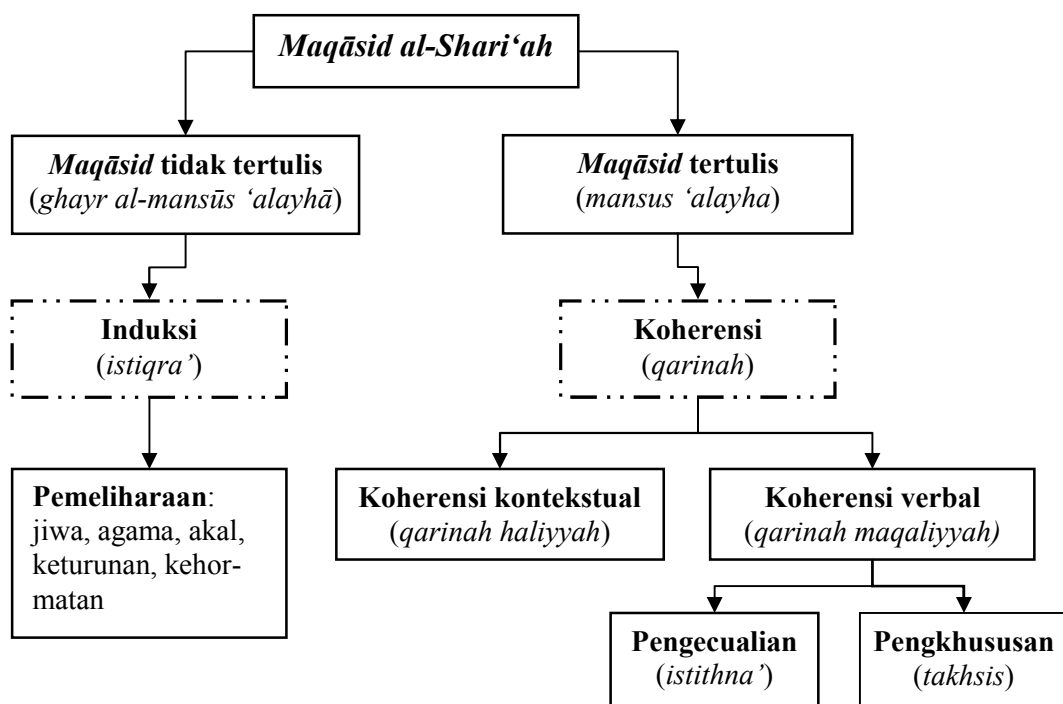 Maqāsid al-Shari‘ah
Maqāsid tidak tertulis
(ghayr al-mansūs ‘alayhā)
Maqāsid tertulis
(mansus ‘alayha)
Induksi
(istiqra’)
Koherensi
(qarinah)
Pemeliharaan:
jiwa, agama, akal,
keturunan, kehor-
matan
Koherensi kontekstual
(qarinah haliyyah)
Koherensi verbal
(qarinah maqaliyyah)
Pengecualian
(istithna’)
Pengkhususan
(takhsis)